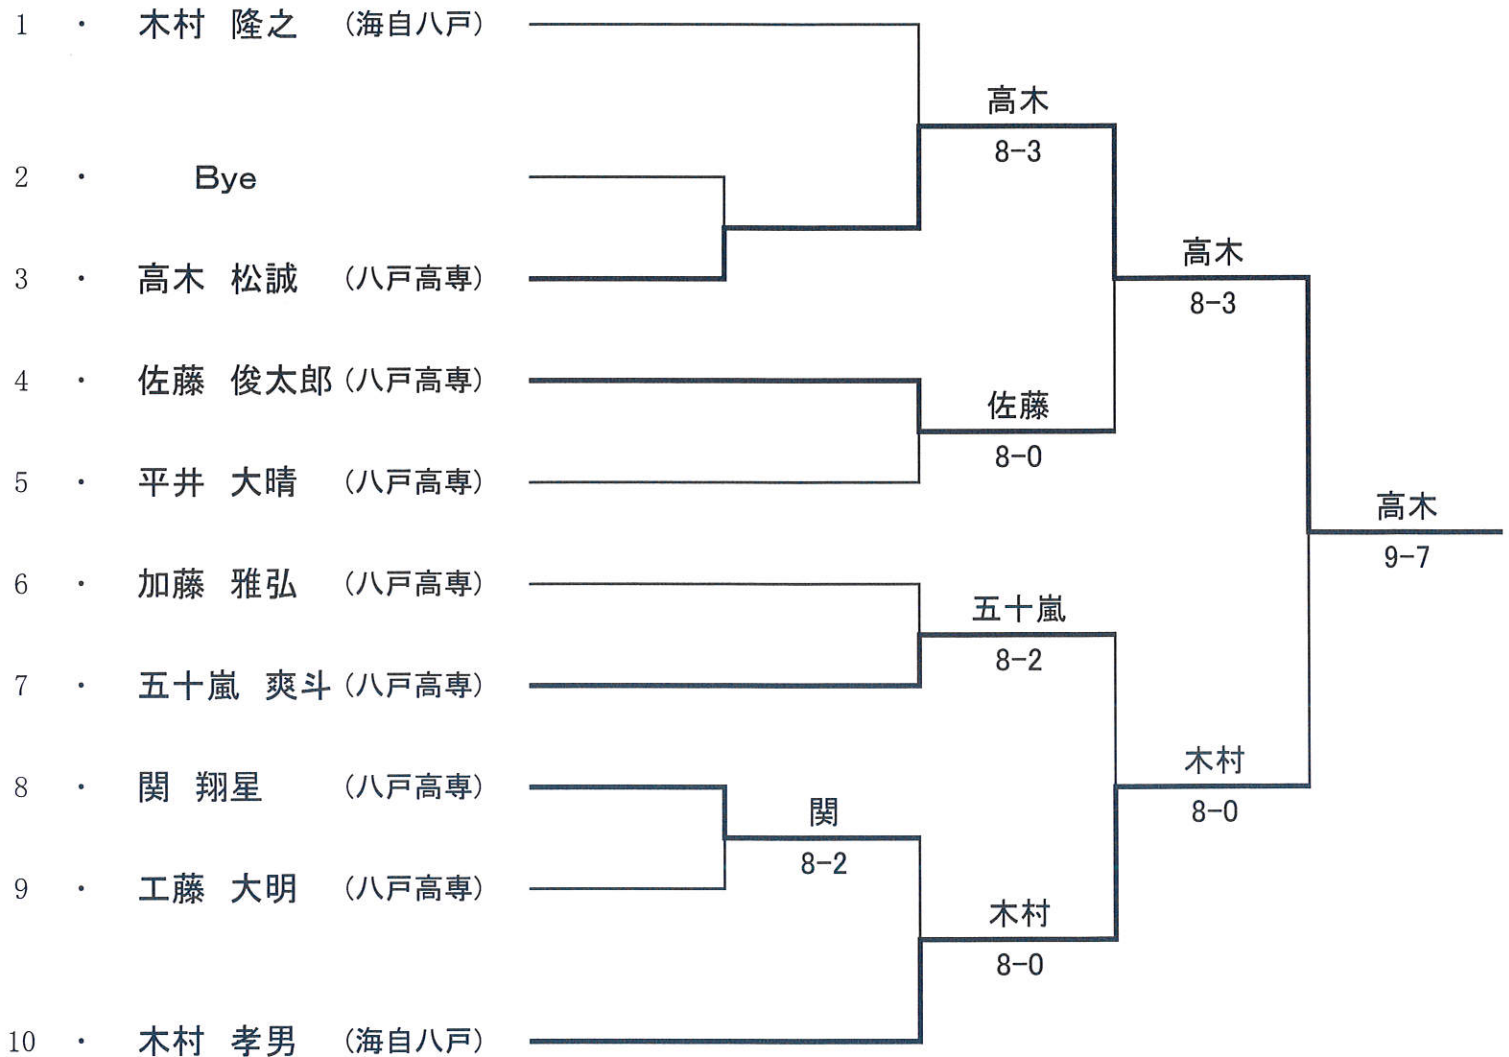 1 ・ 木村 隆之 (海自八戸)
高木
8-3
2 ・ Bye
高木
8-3
3 ・ 高木 松誠 (八戸高専)
4 ・ 佐藤 俊太郎 (八戸高専)
佐藤
8-0
5 ・ 平井 大晴 (八戸高専)
高木
9-7
6 ・ 加藤 雅弘 (八戸高専)
五十嵐
8-2
7 ・ 五十嵐 爽斗 (八戸高専)
木村
8-0
8 ・ 関 翔星 (八戸高専)
関
8-2
9 ・ 工藤 大明 (八戸高専)
木村
8-0
10 ・ 木村 孝男 (海自八戸)